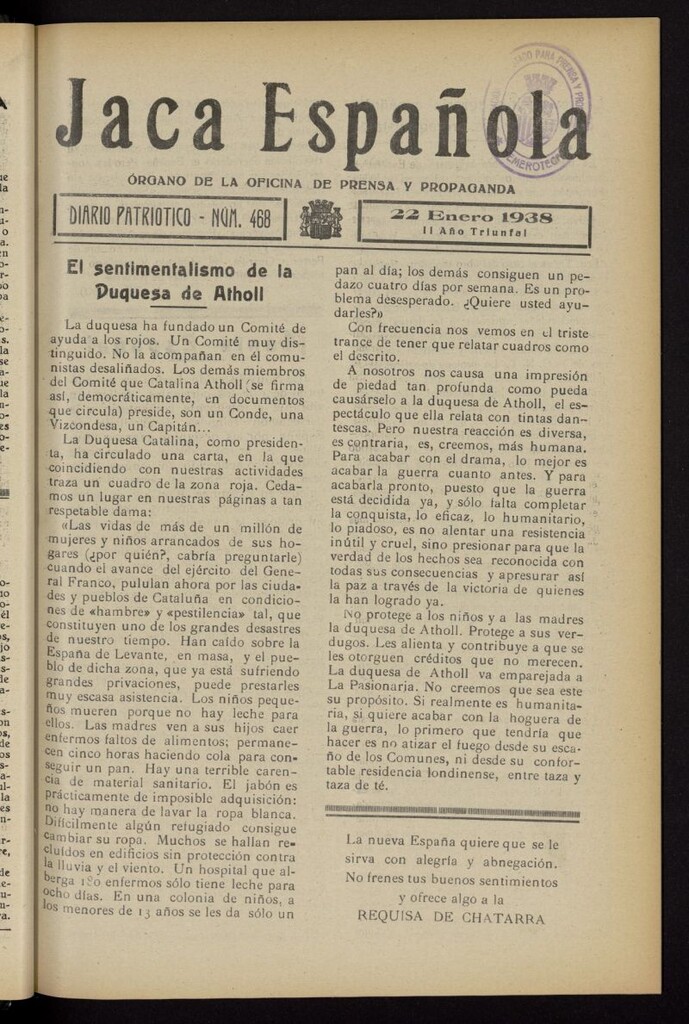 Jaca Española
ÓRGANO DE LA OFICINA DE PRENSA Y PROPAGANDA
DIARIO PATRIOTICO - NÚM. 468
22 Enero 1938
II Año Triunfal
El sentimentalismo de la
Duquesa de Atholl
La duquesa ha fundado un Comité de
ayuda a los rojos. Un Comité muy dis-
tinguido. No la acompañan en él comu-
nistas desaliñados. Los demás miembros
del Comité que Catalina Atholl (se firma
así, democráticamente, en documentos
que circula) preside, son un Conde, una
Vizcondesa, un Capitán...
La Duquesa Catalina, como presiden-
ta, ha circulado una carta, en la que
coincidiendo con nuestras actividades
traza un cuadro de la zona roja. Ceda-
mos un lugar en nuestras páginas a tan
respetable dama:
«Las vidas de más de un millón de
mujeres y niños arrancados de sus ho-
gares (¿por quién?, cabría preguntarle)
cuando el avance del ejército del Gene-
ral Franco, pululan ahora por las ciuda-
des y pueblos de Cataluña en condicio-
nes de «hambre» y «pestilencia» tal, que
constituyen uno de los grandes desastres
de nuestro tiempo. Han caído sobre la
España de Levante, en masa, y el pue-
blo de dicha zona, que ya está sufriendo
grandes privaciones, puede prestarles
muy escasa asistencia. Los niños peque-
ños mueren porque no hay leche para
ellos. Las madres ven a sus hijos caer
enfermos faltos de alimentos; permane-
cen cinco horas haciendo cola para con-
seguir un pan. Hay una terrible caren-
cia de material sanitario. El jabón es
prácticamente de imposible adquisición:
no hay manera de lavar la ropa blanca.
Difícilmente algún refugiado consigue
cambiar su ropa. Muchos se hallan re-
cluídos en edificios sin protección contra
la lluvia y el viento. Un hospital que al-
berga 180 enfermos sólo tiene leche para
ocho días. En una colonia de niños, a
los menores de 13 años se les da sólo un
pan al día; los demás consiguen un pe-
dazo cuatro días por semana. Es un pro-
blema desesperado. ¿Quiere usted ayu-
darles?»
Con frecuencia nos vemos en el triste
trance de tener que relatar cuadros como
el descrito.
A nosotros nos causa una impresión
de piedad tan profunda como pueda
causárselo a la duquesa de Atholl, el es-
pectáculo que ella relata con tintas dan-
tescas. Pero nuestra reacción es diversa,
es contraria, es, creemos, más humana.
Para acabar con el drama, lo mejor es
acabar la guerra cuanto antes. Y para
acabarla pronto, puesto que la guerra
está decidida ya, y sólo falta completar
la conquista, lo eficaz, lo humanitario,
lo piadoso, es no alentar una resistencia
inútil y cruel, sino presionar para que la
verdad de los hechos sea reconocida con
todas sus consecuencias y apresurar así
la paz a través de la victoria de quienes
la han logrado ya.
No protege a los niños y a las madres
la duquesa de Atholl. Protege a sus ver-
dugos. Les alienta y contribuye a que se
les otorguen créditos que no merecen.
La duquesa de Atholl va emparejada a
La Pasionaria. No creemos que sea este
su propósito. Si realmente es humanita-
ria, si quiere acabar con la hoguera de
la guerra, lo primero que tendría que
hacer es no atizar el fuego desde su esca-
ño de los Comunes, ni desde su confor-
table residencia londinense, entre taza y
taza de té.
La nueva España quiere que se le
sirva con alegría y abnegación.
No frenes tus buenos sentimientos
y ofrece algo a la
REQUISA DE CHATARRA